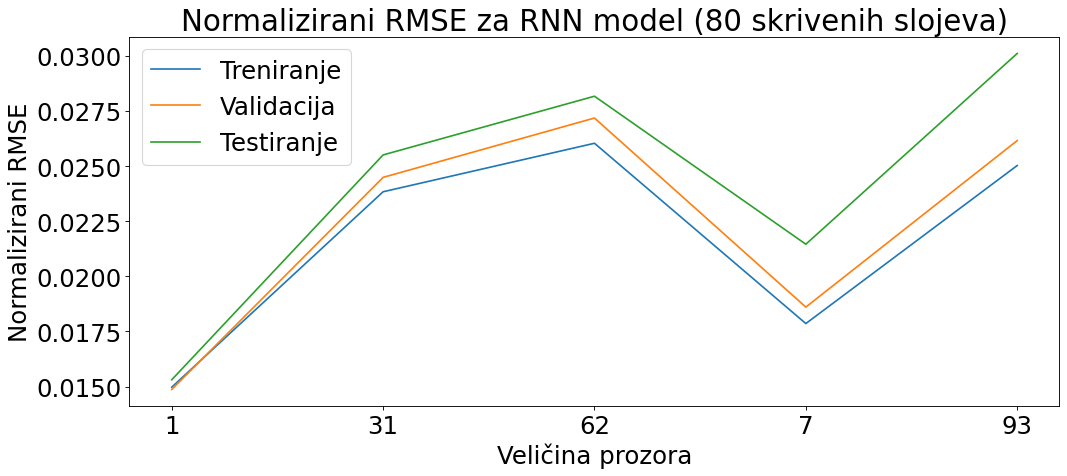 Normalizirani RMSE za RNN model (80 skrivenih slojeva)
Treniranje
Validacija
Testiranje
Normalizirani RMSE
0.0300
0.0275
0.0250
0.0225
0.0200
0.0175
0.0150
1 31 62 7 93
Veličina prozora